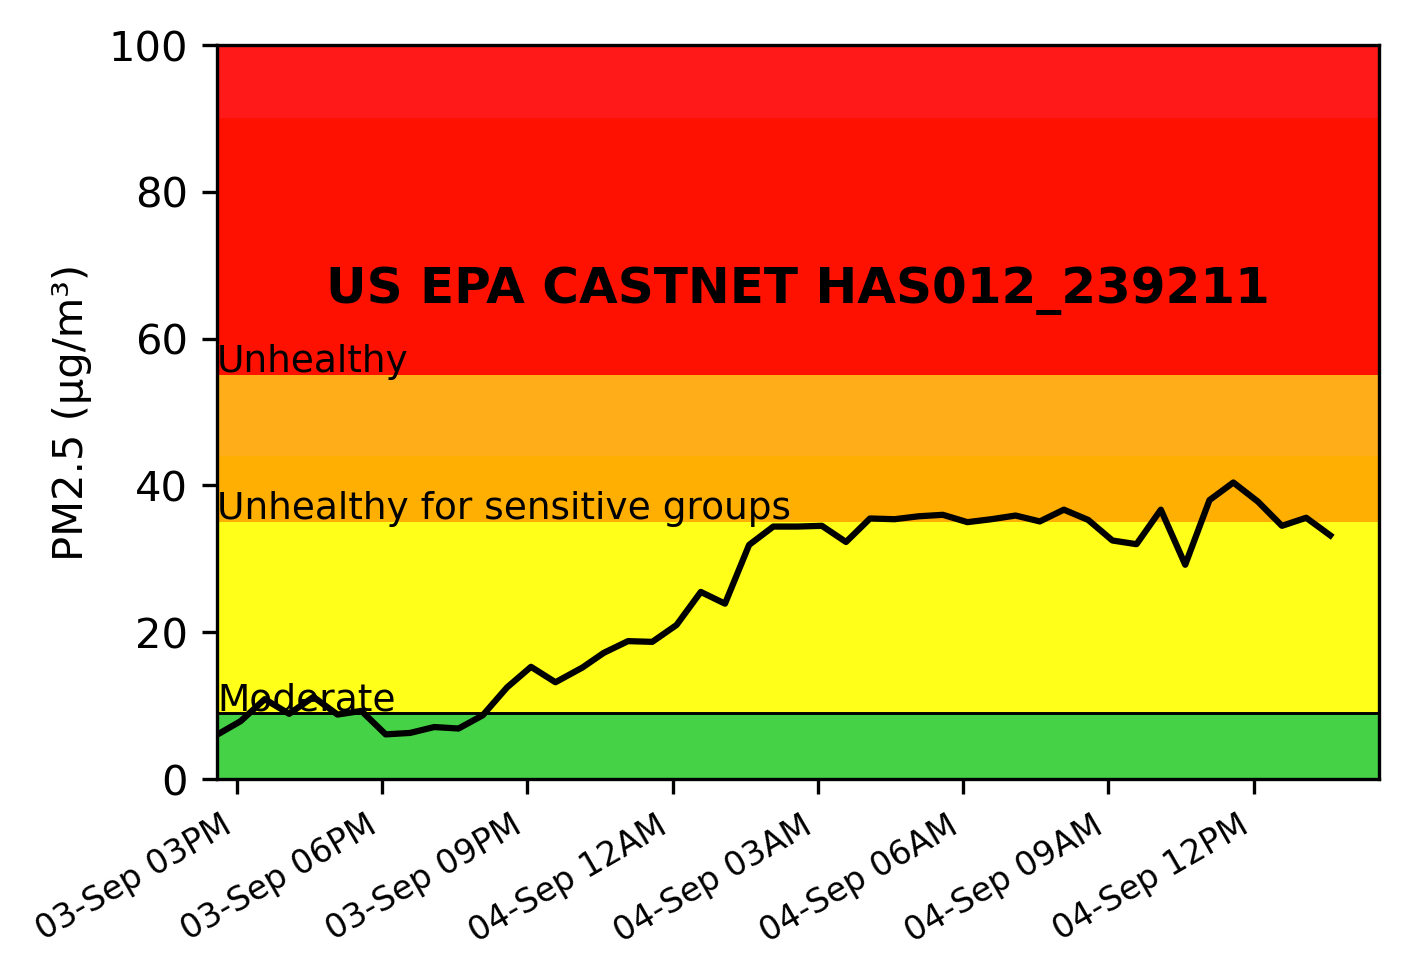 100
80
60
40
20
0
PM2.5 (µg/m³)
US EPA CASTNET HAS012_239211
Unhealthy
Unhealthy for sensitive groups
Moderate
03-Sep 03PM
03-Sep 06PM
03-Sep 09PM
04-Sep 12AM
04-Sep 03AM
04-Sep 06AM
04-Sep 09AM
04-Sep 12PM